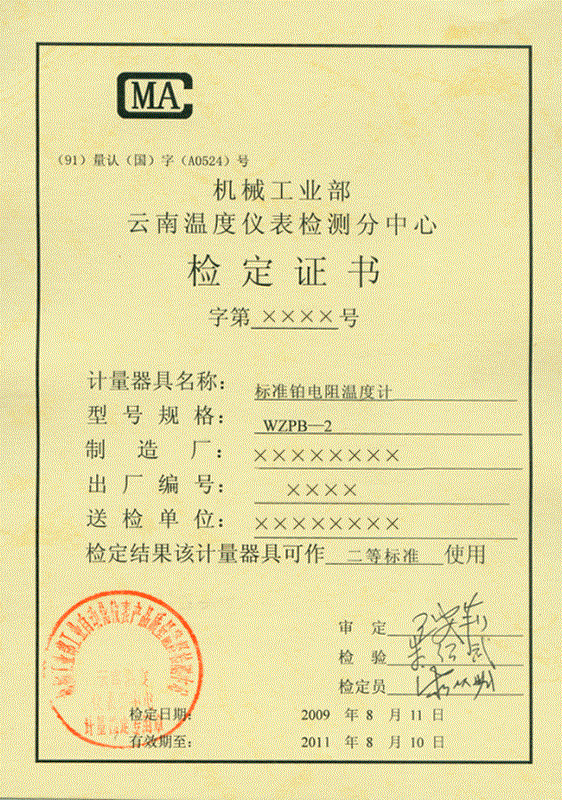 CMA
（91）量认（国）字（A0524）号
机械工业部
云南温度仪表检测分中心
检定证书
字第××××号
计量器具名称： 标准铂电阻温度计
型号规格： WZPB—2
制造厂： ××××××××
出厂编号： ××××
送检单位： ××××××××
检定结果该计量器具可作 二等标准 使用
审定
检验
检定员
检定日期： 2009 年 8 月 11 日
有效期至： 2011 年 8 月 10 日